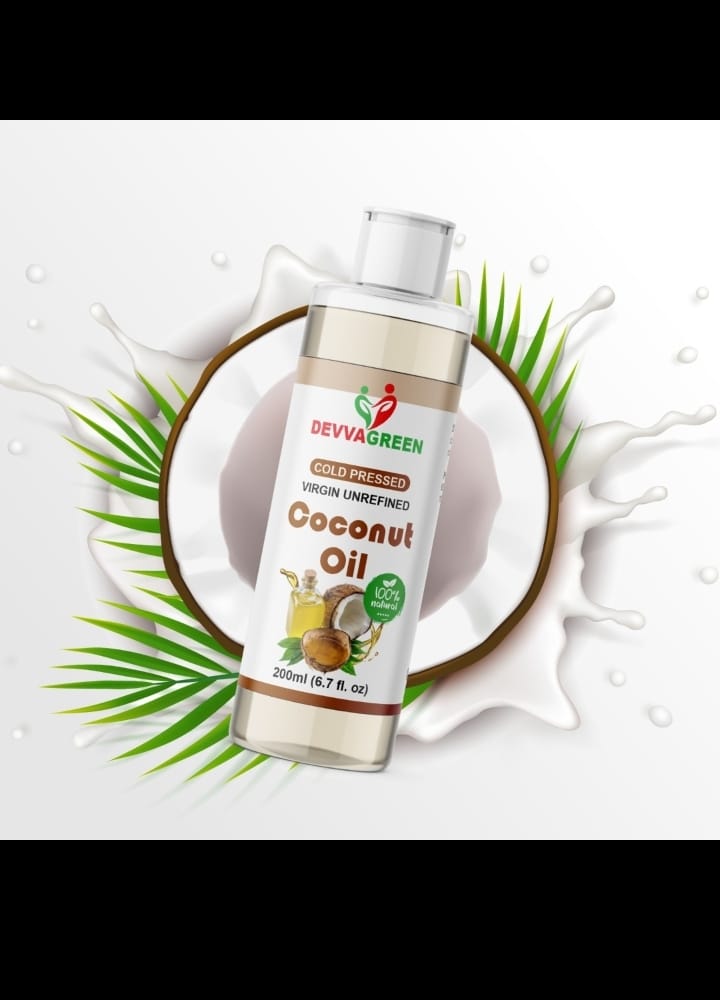 DEVVAGREEN
COLD PRESSED
VIRGIN UNREFINED
Coconut
Oil
100%
natural
200ml (6.7 fl. oz)